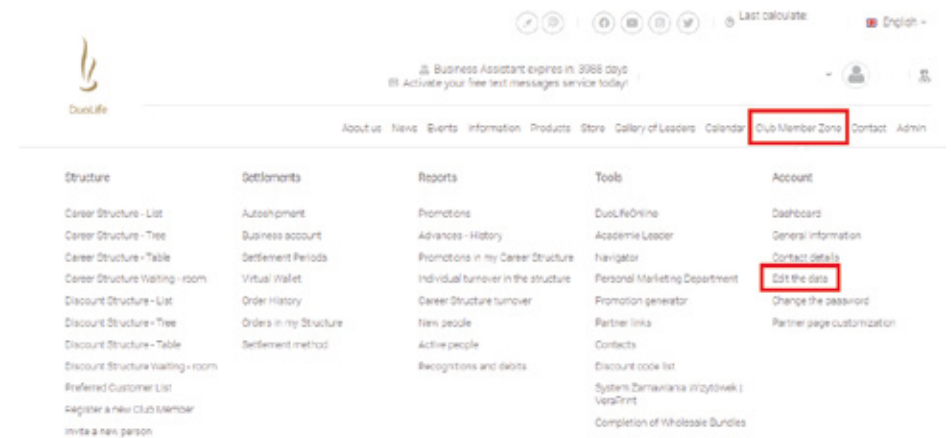 Last calculate:
English
Business Assistant expires in: 3988 days
Activate your free text messages service today!
DuoLife
About us News Events Information Products Store Gallery of Leaders Calendar Club Member Zone Contact Admin
Structure
Career Structure - List
Career Structure - Tree
Career Structure - Table
Career Structure Waiting - room
Discount Structure - List
Discount Structure - Tree
Discount Structure - Table
Discount Structure Waiting - room
Preferred Customer List
Register a new Club Member
Invite a new person
Settlements
Autoshipment
Business account
Settlement Periods
Virtual Wallet
Order History
Orders in my Structure
Settlement method
Reports
Promotions
Advances - History
Promotions in my Career Structure
Individual turnover in the structure
Career Structure turnover
New people
Active people
Recognitions and debits
Tools
DuoLifeOnline
Academie Leader
Navigator
Personal Marketing Department
Promotion generator
Partner links
Contacts
Discount code list
System Zamawiania Wizytówek |
VeraPrint
Completion of Wholesale Bundles
Account
Dashboard
General Information
Contact details
Edit the data
Change the password
Partner page customization